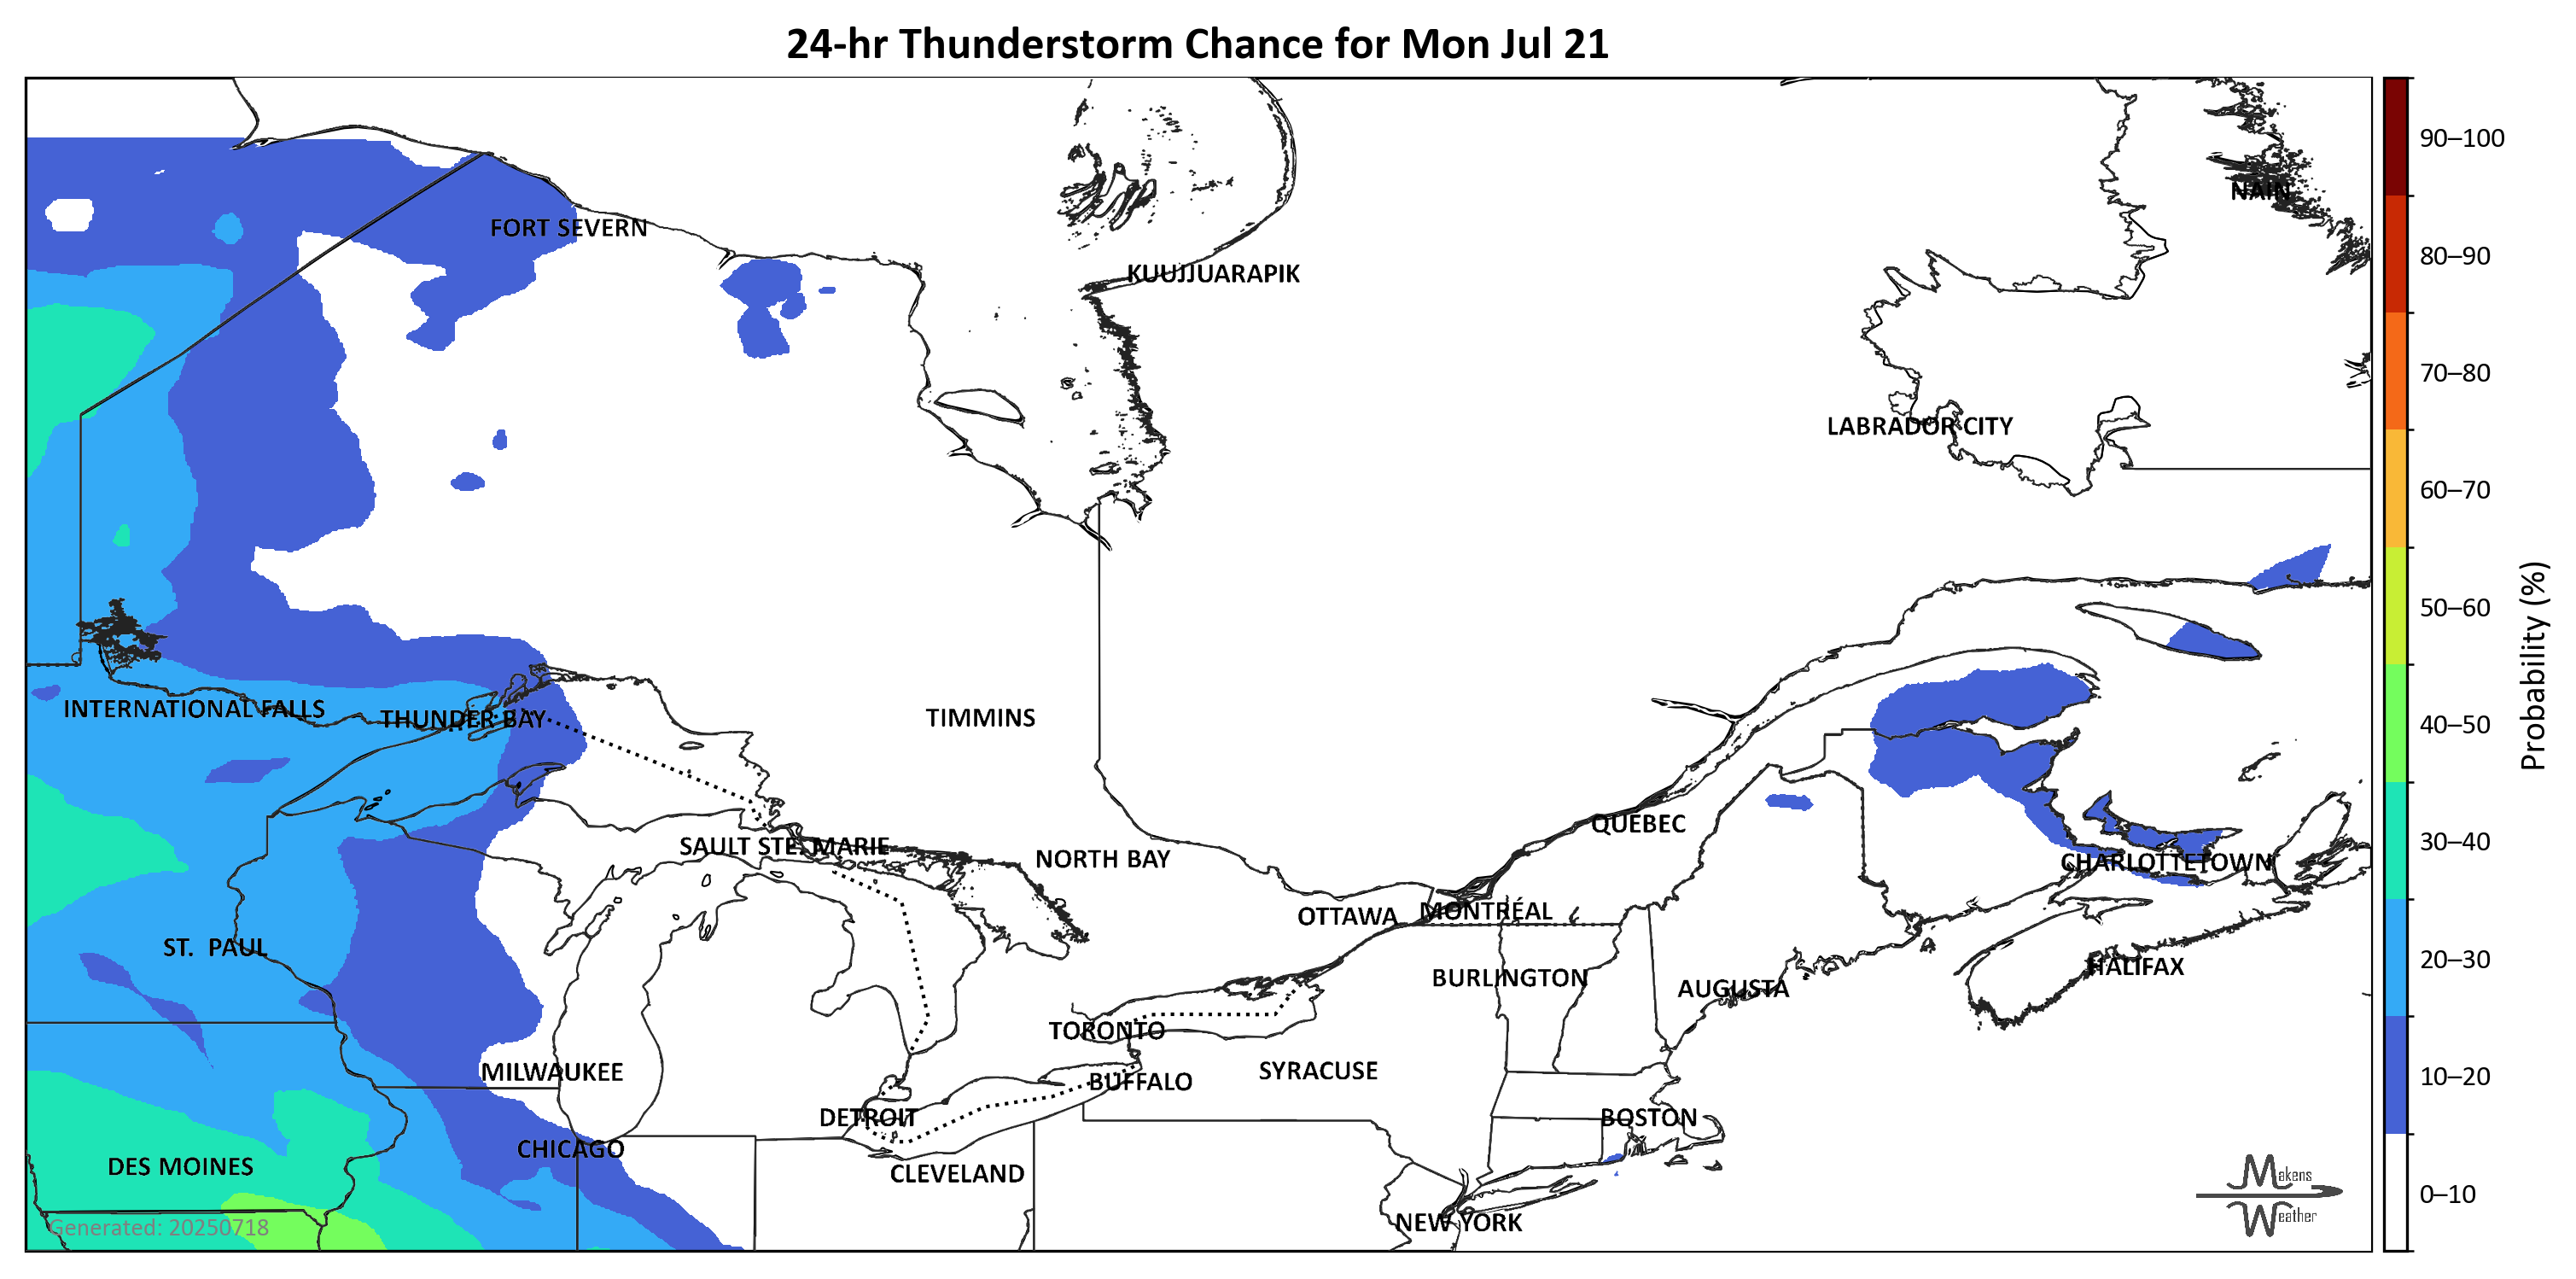 24-hr Thunderstorm Chance for Mon Jul 21
90–100
NAIN
FORT SEVERN
80–90
KUUJJUARAPIK
70–80
LABRADOR CITY
60–70
50–60
Probability (%)
INTERNATIONAL FALLS
THUNDER BAY
TIMMINS
40–50
QUEBEC
SAULT STE. MARIE
30–40
NORTH BAY
CHARLOTTETOWN
OTTAWA
MONTRÉAL
ST. PAUL
20–30
HALIFAX
BURLINGTON
AUGUSTA
TORONTO
MILWAUKEE
SYRACUSE
BUFFALO
10–20
DETROIT
BOSTON
CHICAGO
DES MOINES
CLEVELAND
Makens
Weather
0–10
NEW YORK
Generated: 20250718